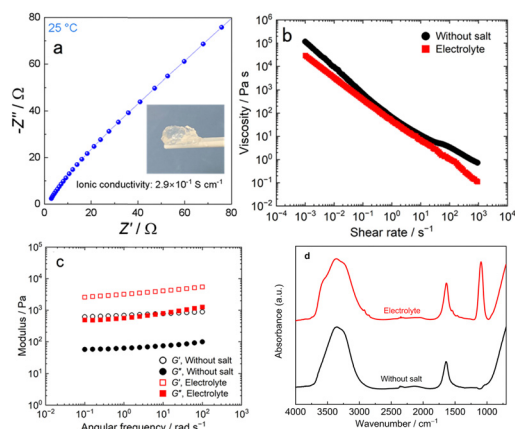 25 °C
a
80
60
40
20
0
-Z'' / Ω
0 20 40 60 80
Z' / Ω
Ionic conductivity: 2.9×10⁻¹ S cm⁻¹
b
Without salt
Electrolyte
10⁶
10⁵
10⁴
10³
10²
10¹
10⁰
10⁻¹
10⁻²
Viscosity / Pa s
10⁻³ 10⁻² 10⁻¹ 10⁰ 10¹ 10² 10³ 10⁴
Shear rate / s⁻¹
c
10⁵
10⁴
10³
10²
10¹
10⁰
Modulus / Pa
G', Without salt
G", Without salt
G', Electrolyte
G", Electrolyte
10⁻² 10⁻¹ 10⁰ 10¹ 10² 10³
Angular frequency / rad s⁻¹
d
Electrolyte
Without salt
Absorbance (a.u.)
4000 3500 3000 2500 2000 1500 1000
Wavenumber / cm⁻¹